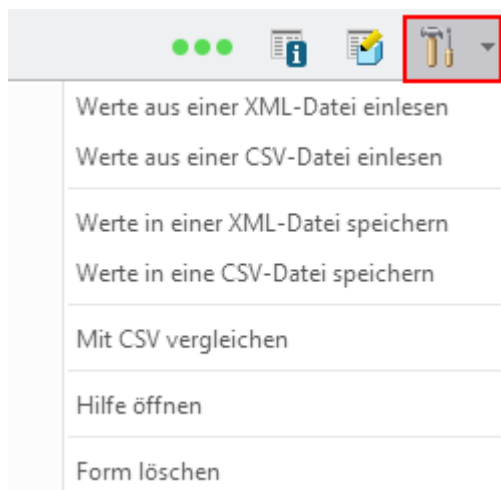 Werte aus einer XML-Datei einlesen
Werte aus einer CSV-Datei einlesen
Werte in einer XML-Datei speichern
Werte in eine CSV-Datei speichern
Mit CSV vergleichen
Hilfe öffnen
Form löschen